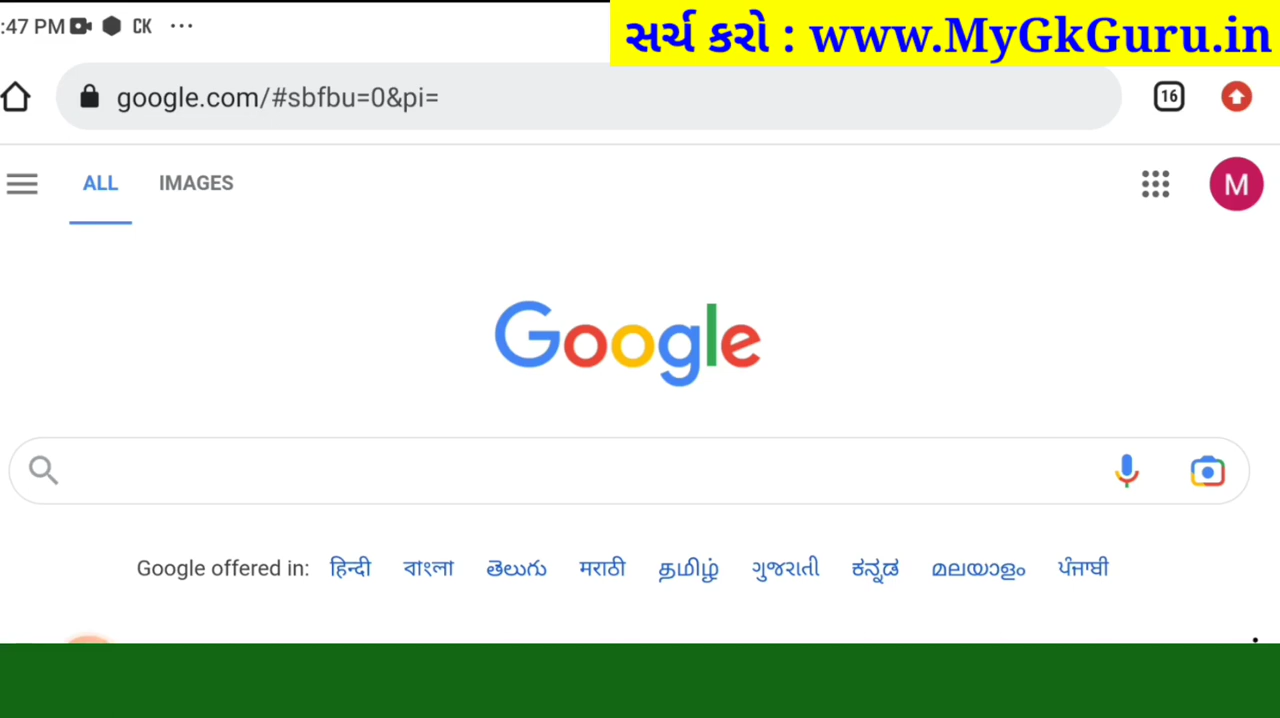 :47 PM CK ...
સર્ચ કરો : www.MyGkGuru.in
google.com/#sbfbu=0&pi=
16
ALL IMAGES
M
Google
Google offered in: हिन्दी বাংলা తెలుగు मराठी தமிழ் ગુજરાતી ಕನ್ನಡ മലയാളം ਪੰਜਾਬੀ